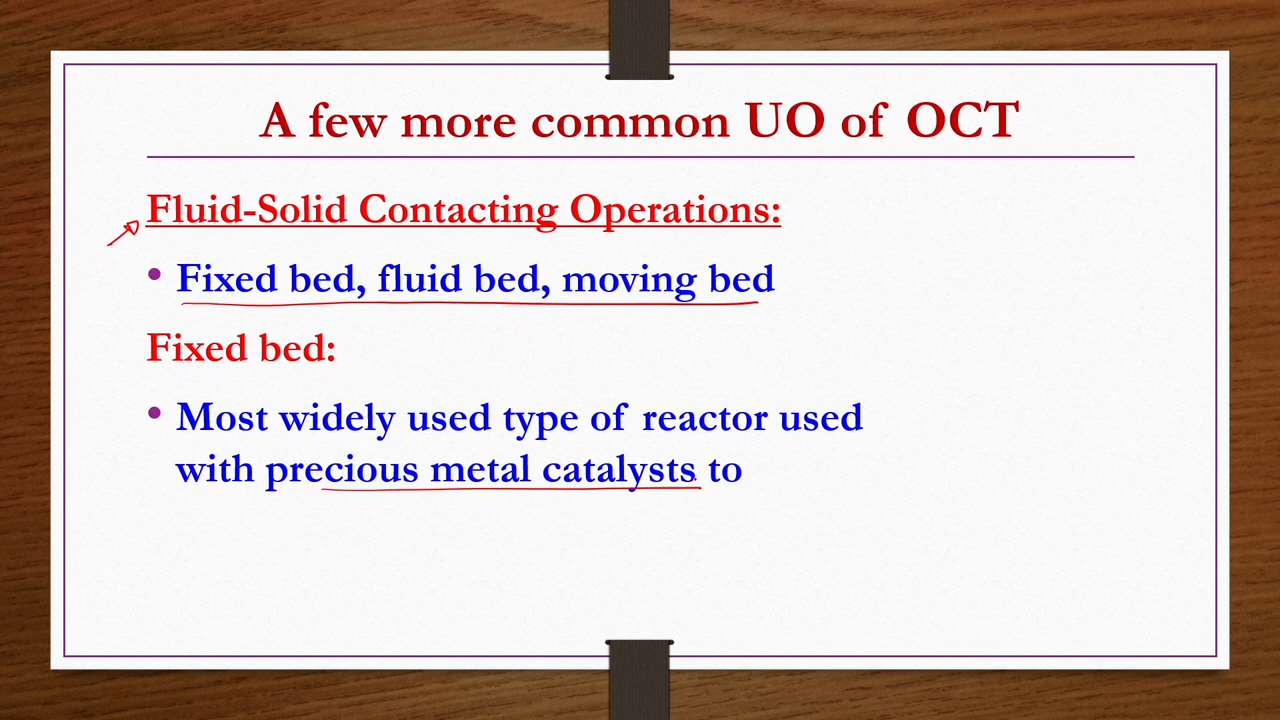 A few more common UO of OCT
Fluid-Solid Contacting Operations:
• Fixed bed, fluid bed, moving bed
Fixed bed:
• Most widely used type of reactor used
with precious metal catalysts to